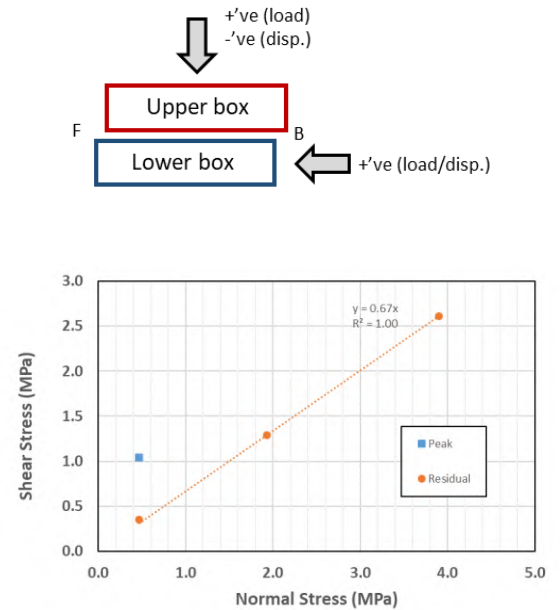 +’ve (load)
-’ve (disp.)
Upper box
F
B
Lower box
+’ve (load/disp.)
3.0
y = 0.67x
R² = 1.00
2.5
2.0
1.5
Peak
1.0
Residual
0.5
0.0
0.0 1.0 2.0 3.0 4.0 5.0
Shear Stress (MPa)
Normal Stress (MPa)